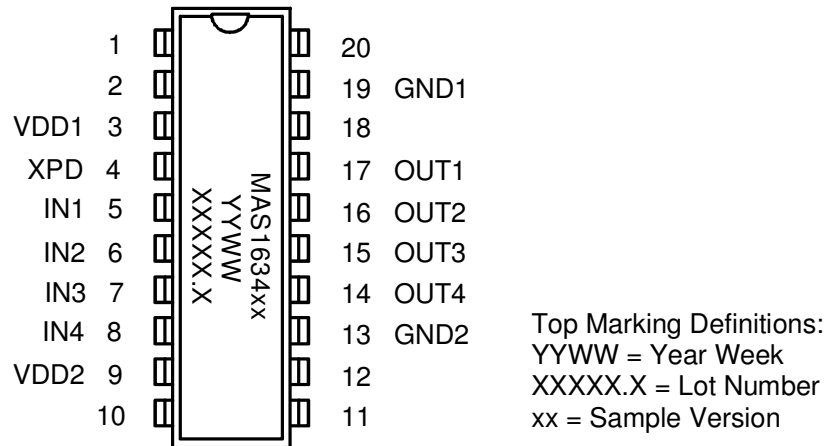 1
2
VDD1 3
XPD 4
IN1 5
IN2 6
IN3 7
IN4 8
VDD2 9
10
MAS1634xx
YYWW
XXXXX.X
20
19 GND1
18
17 OUT1
16 OUT2
15 OUT3
14 OUT4
13 GND2
12
11
Top Marking Definitions:
YYWW = Year Week
XXXXX.X = Lot Number
xx = Sample Version